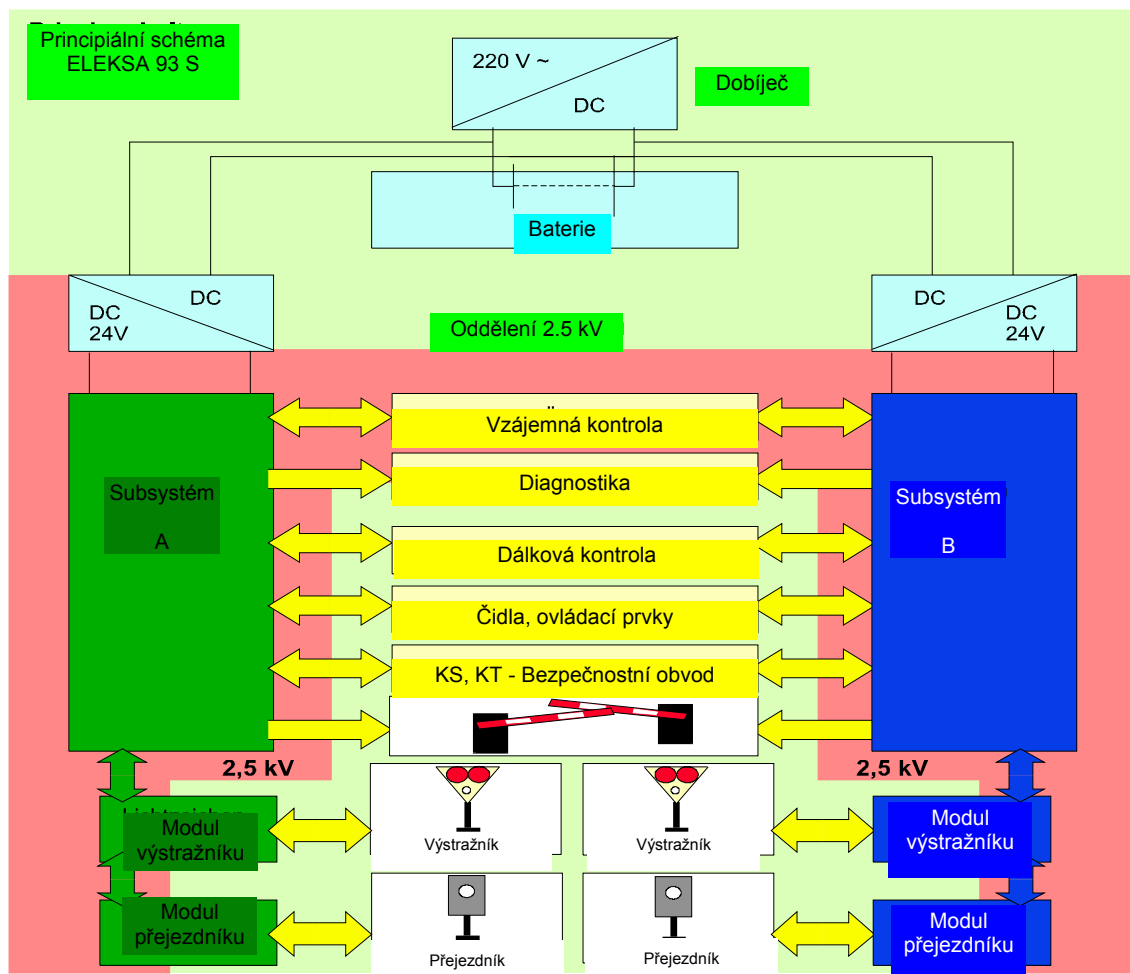 Principiální schéma
ELEKSA 93 S
220 V ~
DC
Dobíječ
Baterie
DC
DC
24V
DC
DC
24V
Oddělení 2.5 kV
Vzájemná kontrola
Diagnostika
Subsystém
A
Subsystém
B
Dálková kontrola
Čidla, ovládací prvky
KS, KT - Bezpečnostní obvod
2,5 kV
2,5 kV
Modul
výstražníku
Výstražník
Výstražník
Modul
výstražníku
Modul
přejezdníku
Přejezdník
Přejezdník
Modul
přejezdníku